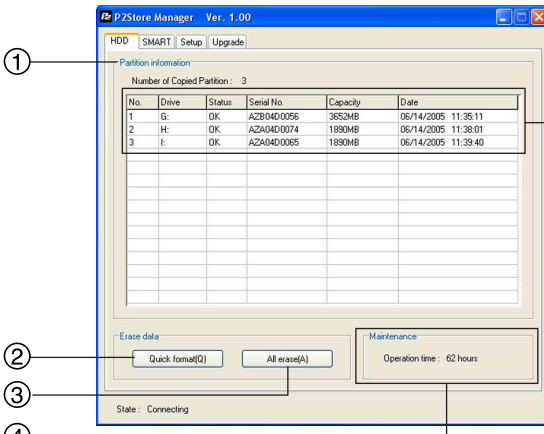 P2 P2Store Manager Ver. 1.00
HDD SMART Setup Upgrade
① Partition information
Number of Copied Partition : 3
No. Drive Status Serial No. Capacity Date
1 G: OK AZB04D0056 3652MB 06/14/2005 11:35:11
2 H: OK AZA04D0074 1890MB 06/14/2005 11:38:01
3 I: OK AZA04D0065 1890MB 06/14/2005 11:39:40
Erase data Maintenance
② Quick format(Q) All erase(A) Operation time : 62 hours
③
State : Connecting
④